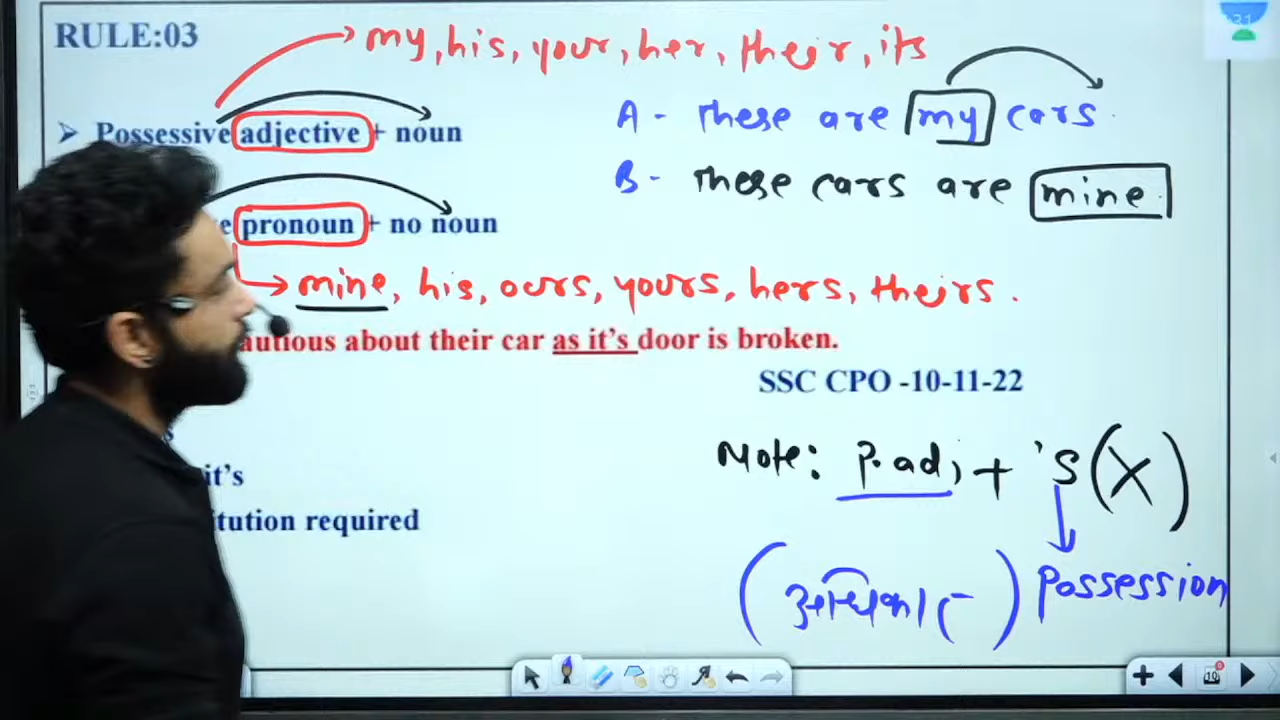 RULE:03
my, his, your, her, their, its
A - These are my cars.
➤ Possessive adjective + noun
B - These cars are mine.
pronoun + no noun
mine, his, ours, yours, hers, theirs.
autious about their car as it's door is broken.
SSC CPO -10-11-22
Note: P.adj + 's (X)
it's
itution required
Possession